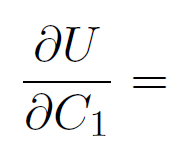 ∂U/∂C₁ =